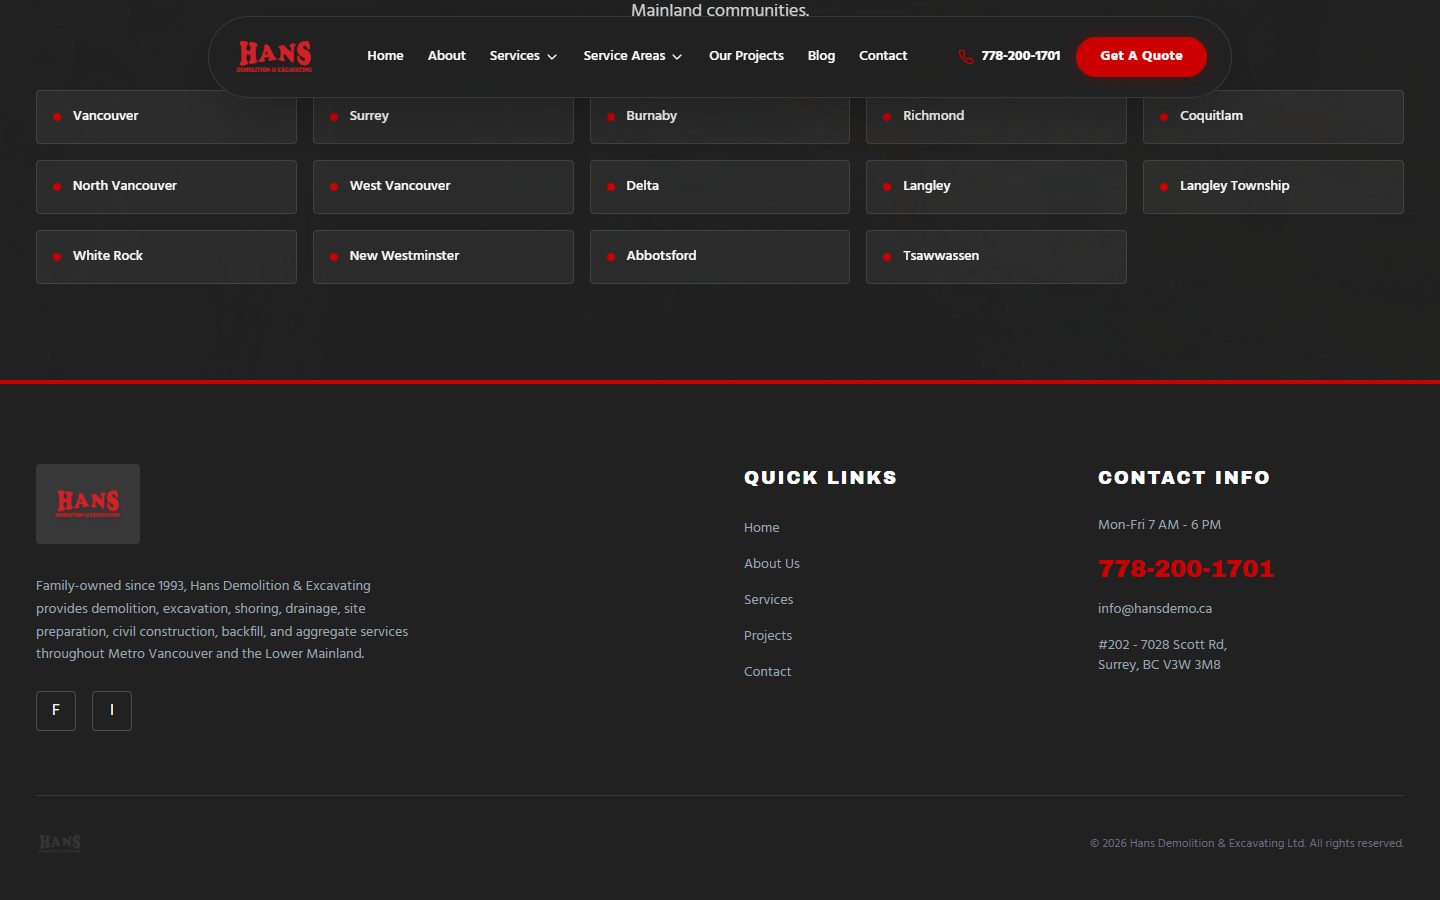 Mainland communities.
HANS
DEMOLITION & EXCAVATING
Home
About
Services
Service Areas
Our Projects
Blog
Contact
778-200-1701
Get A Quote
Vancouver
Surrey
Burnaby
Richmond
Coquitlam
North Vancouver
West Vancouver
Delta
Langley
Langley Township
White Rock
New Westminster
Abbotsford
Tsawwassen
HANS
DEMOLITION & EXCAVATING
Family-owned since 1993, Hans Demolition & Excavating
provides demolition, excavation, shoring, drainage, site
preparation, civil construction, backfill, and aggregate services
throughout Metro Vancouver and the Lower Mainland.
F
I
QUICK LINKS
Home
About Us
Services
Projects
Contact
CONTACT INFO
Mon-Fri 7 AM - 6 PM
778-200-1701
info@hansdemo.ca
#202 - 7028 Scott Rd,
Surrey, BC V3W 3M8
HANS
© 2026 Hans Demolition & Excavating Ltd. All rights reserved.